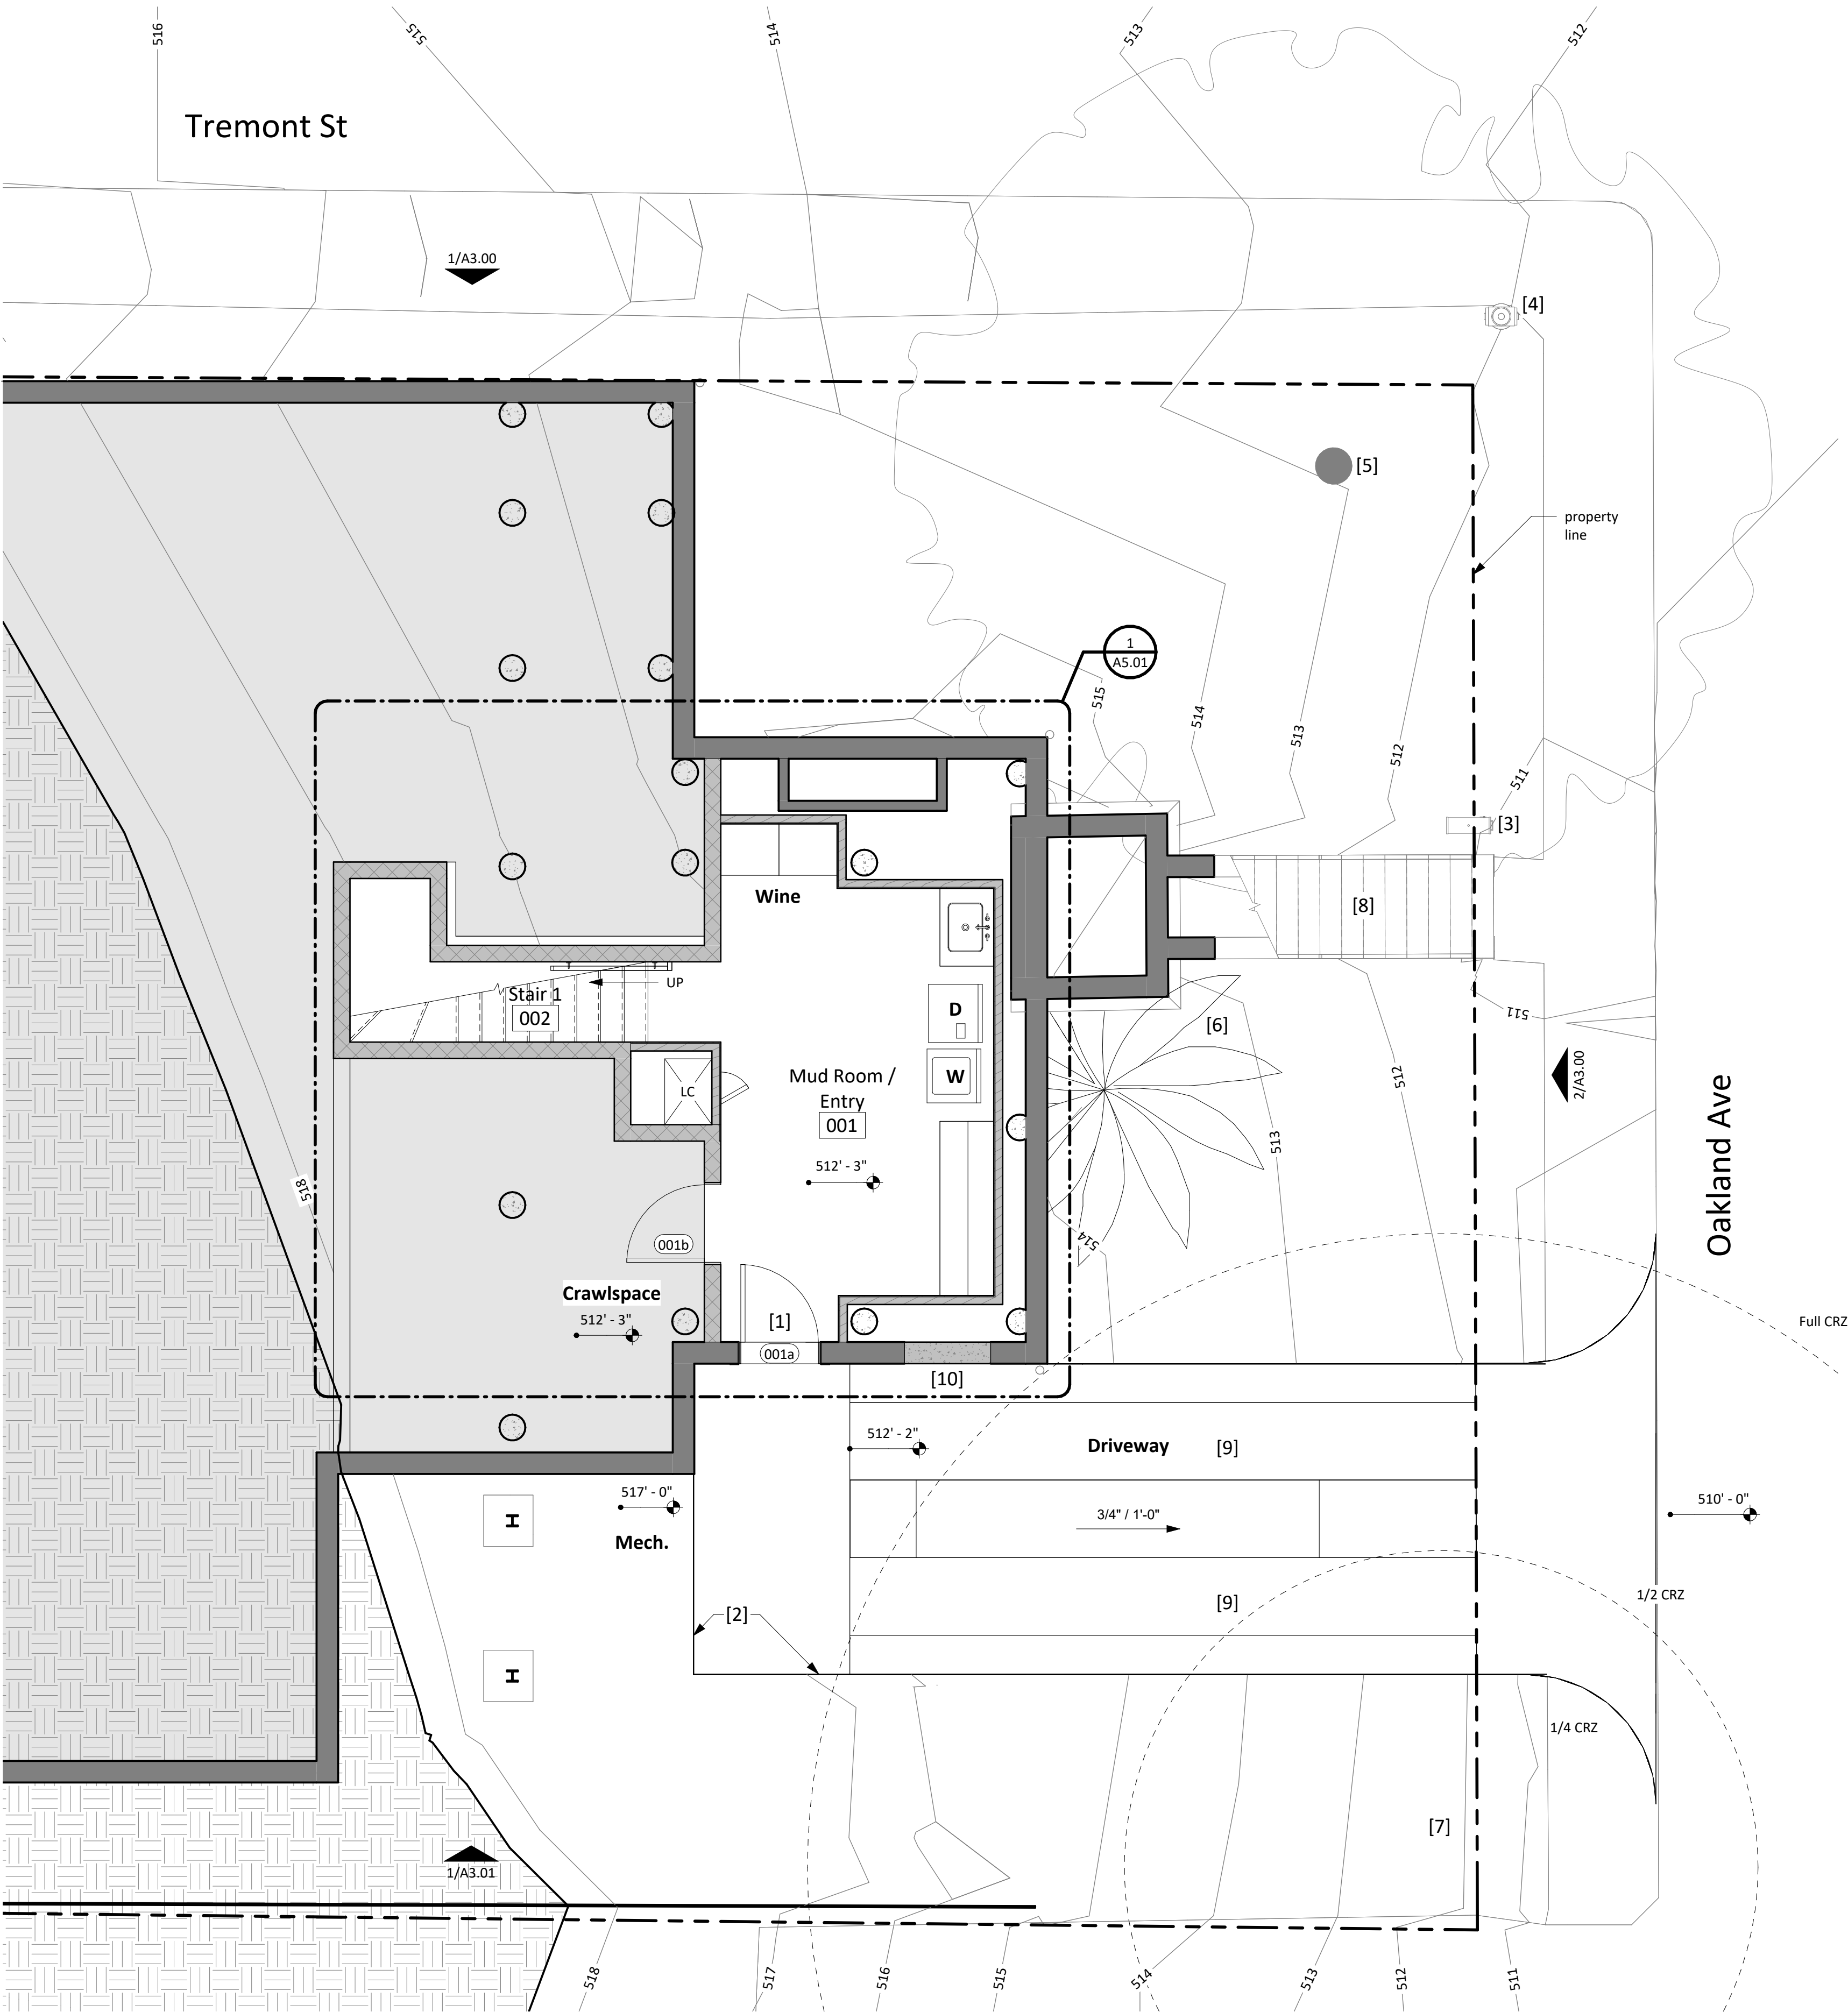 516
515
514
513
512
Tremont St
1/A3.00
[4]
[5]
property
line
1
A5.01
515
514
513
512
511
[3]
Wine
[8]
UP
Stair 1
002
D
[6]
511
LC
Mud Room /
Entry
001
W
512
2/A3.00
Oakland Ave
513
512' - 3"
518
514
001b
Crawlspace
512' - 3"
[1]
001a
Full CRZ
[10]
512' - 2"
Driveway
[9]
517' - 0"
H
Mech.
3/4" / 1'-0"
510' - 0"
[2]
[9]
1/2 CRZ
H
1/4 CRZ
[7]
1/A3.01
518
517
516
515
514
513
512
511